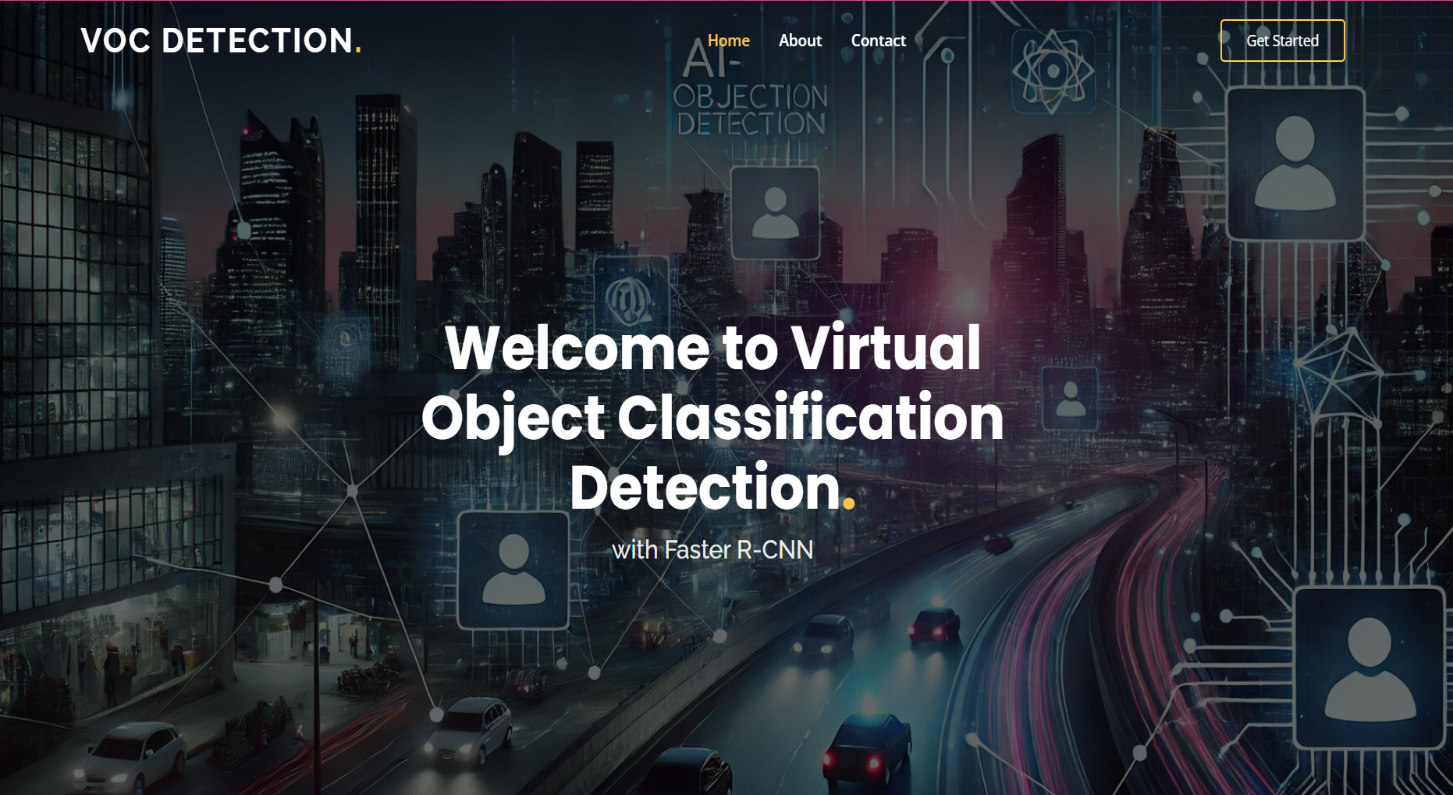 VOC DETECTION.
Home About Contact
Get Started
AI-
OBJECTION
DETECTION
Welcome to Virtual
Object Classification
Detection.
with Faster R-CNN